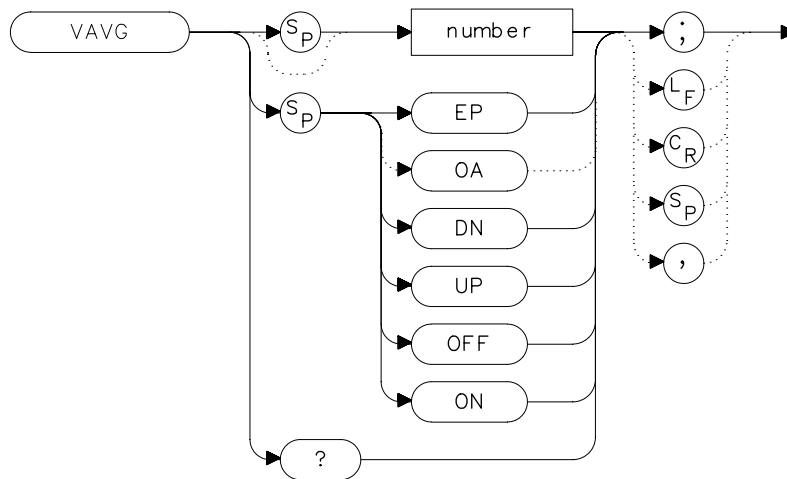 VAVG
SP
number
;
SP
EP
LF
OA
CR
DN
SP
UP
,
OFF
ON
?